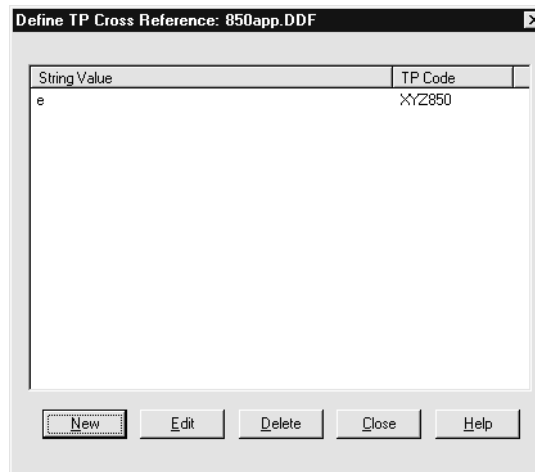 Define TP Cross Reference: 850app.DDF
String Value TP Code
e XYZ850
New Edit Delete Close Help